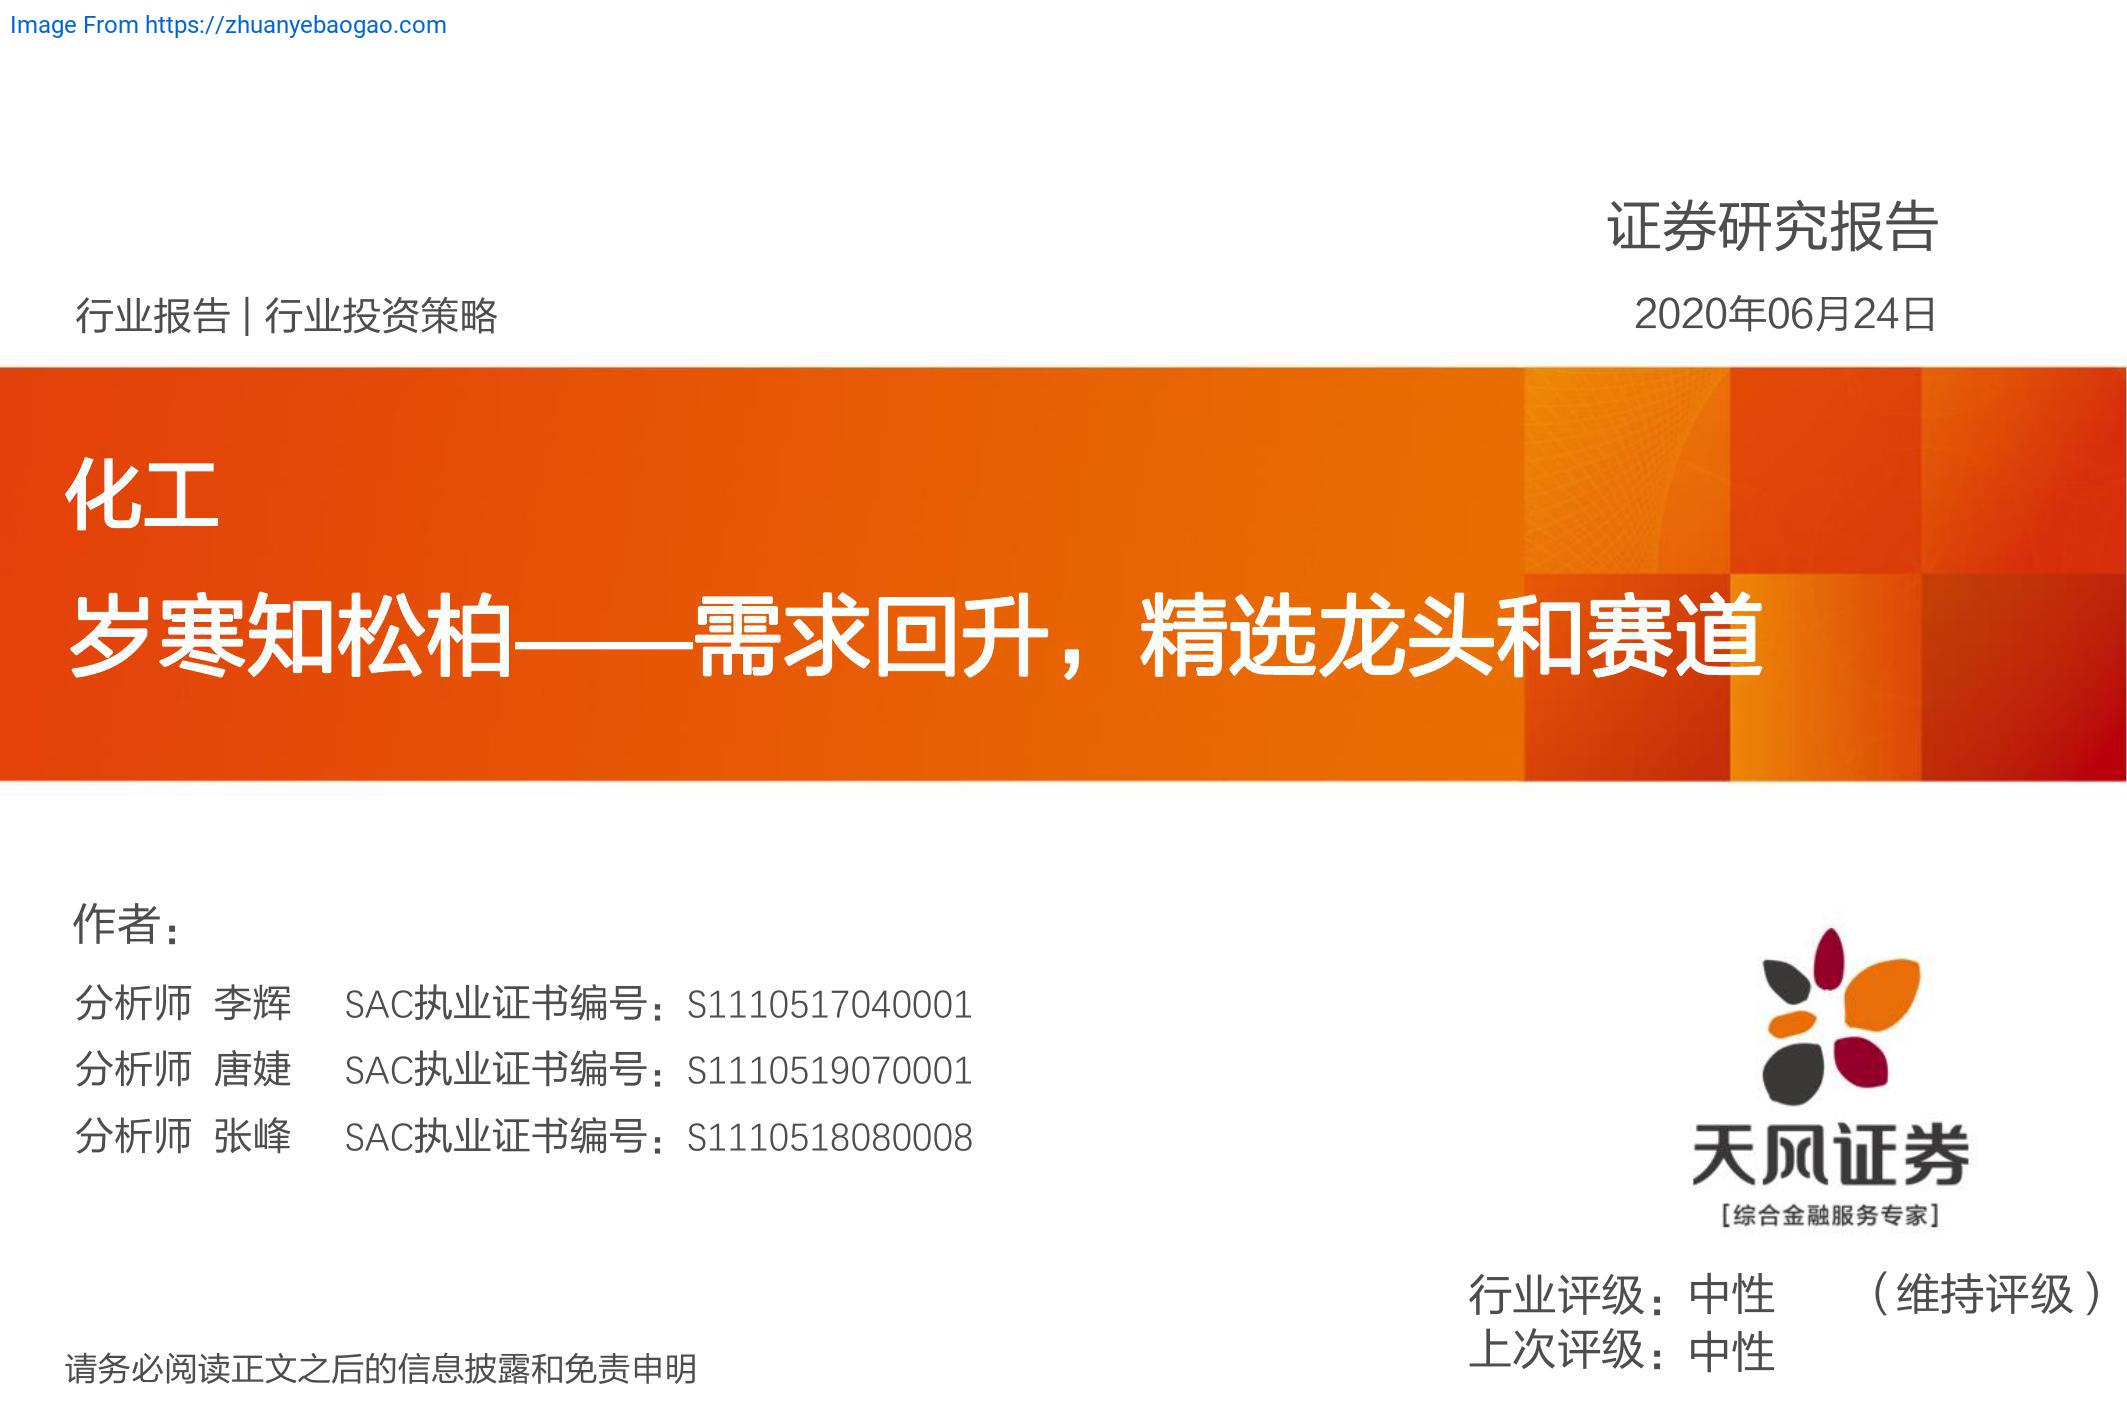 Image From https://zhuanyebaogao.com
证券研究报告
行业报告 | 行业投资策略
2020年06月24日
化工
岁寒知松柏——需求回升，精选龙头和赛道
作者：
分析师 李辉 SAC执业证书编号：S1110517040001
分析师 唐婕 SAC执业证书编号：S1110519070001
分析师 张峰 SAC执业证书编号：S1110518080008
天风证券
[综合金融服务专家]
行业评级：中性 （维持评级）
上次评级：中性
请务必阅读正文之后的信息披露和免责申明